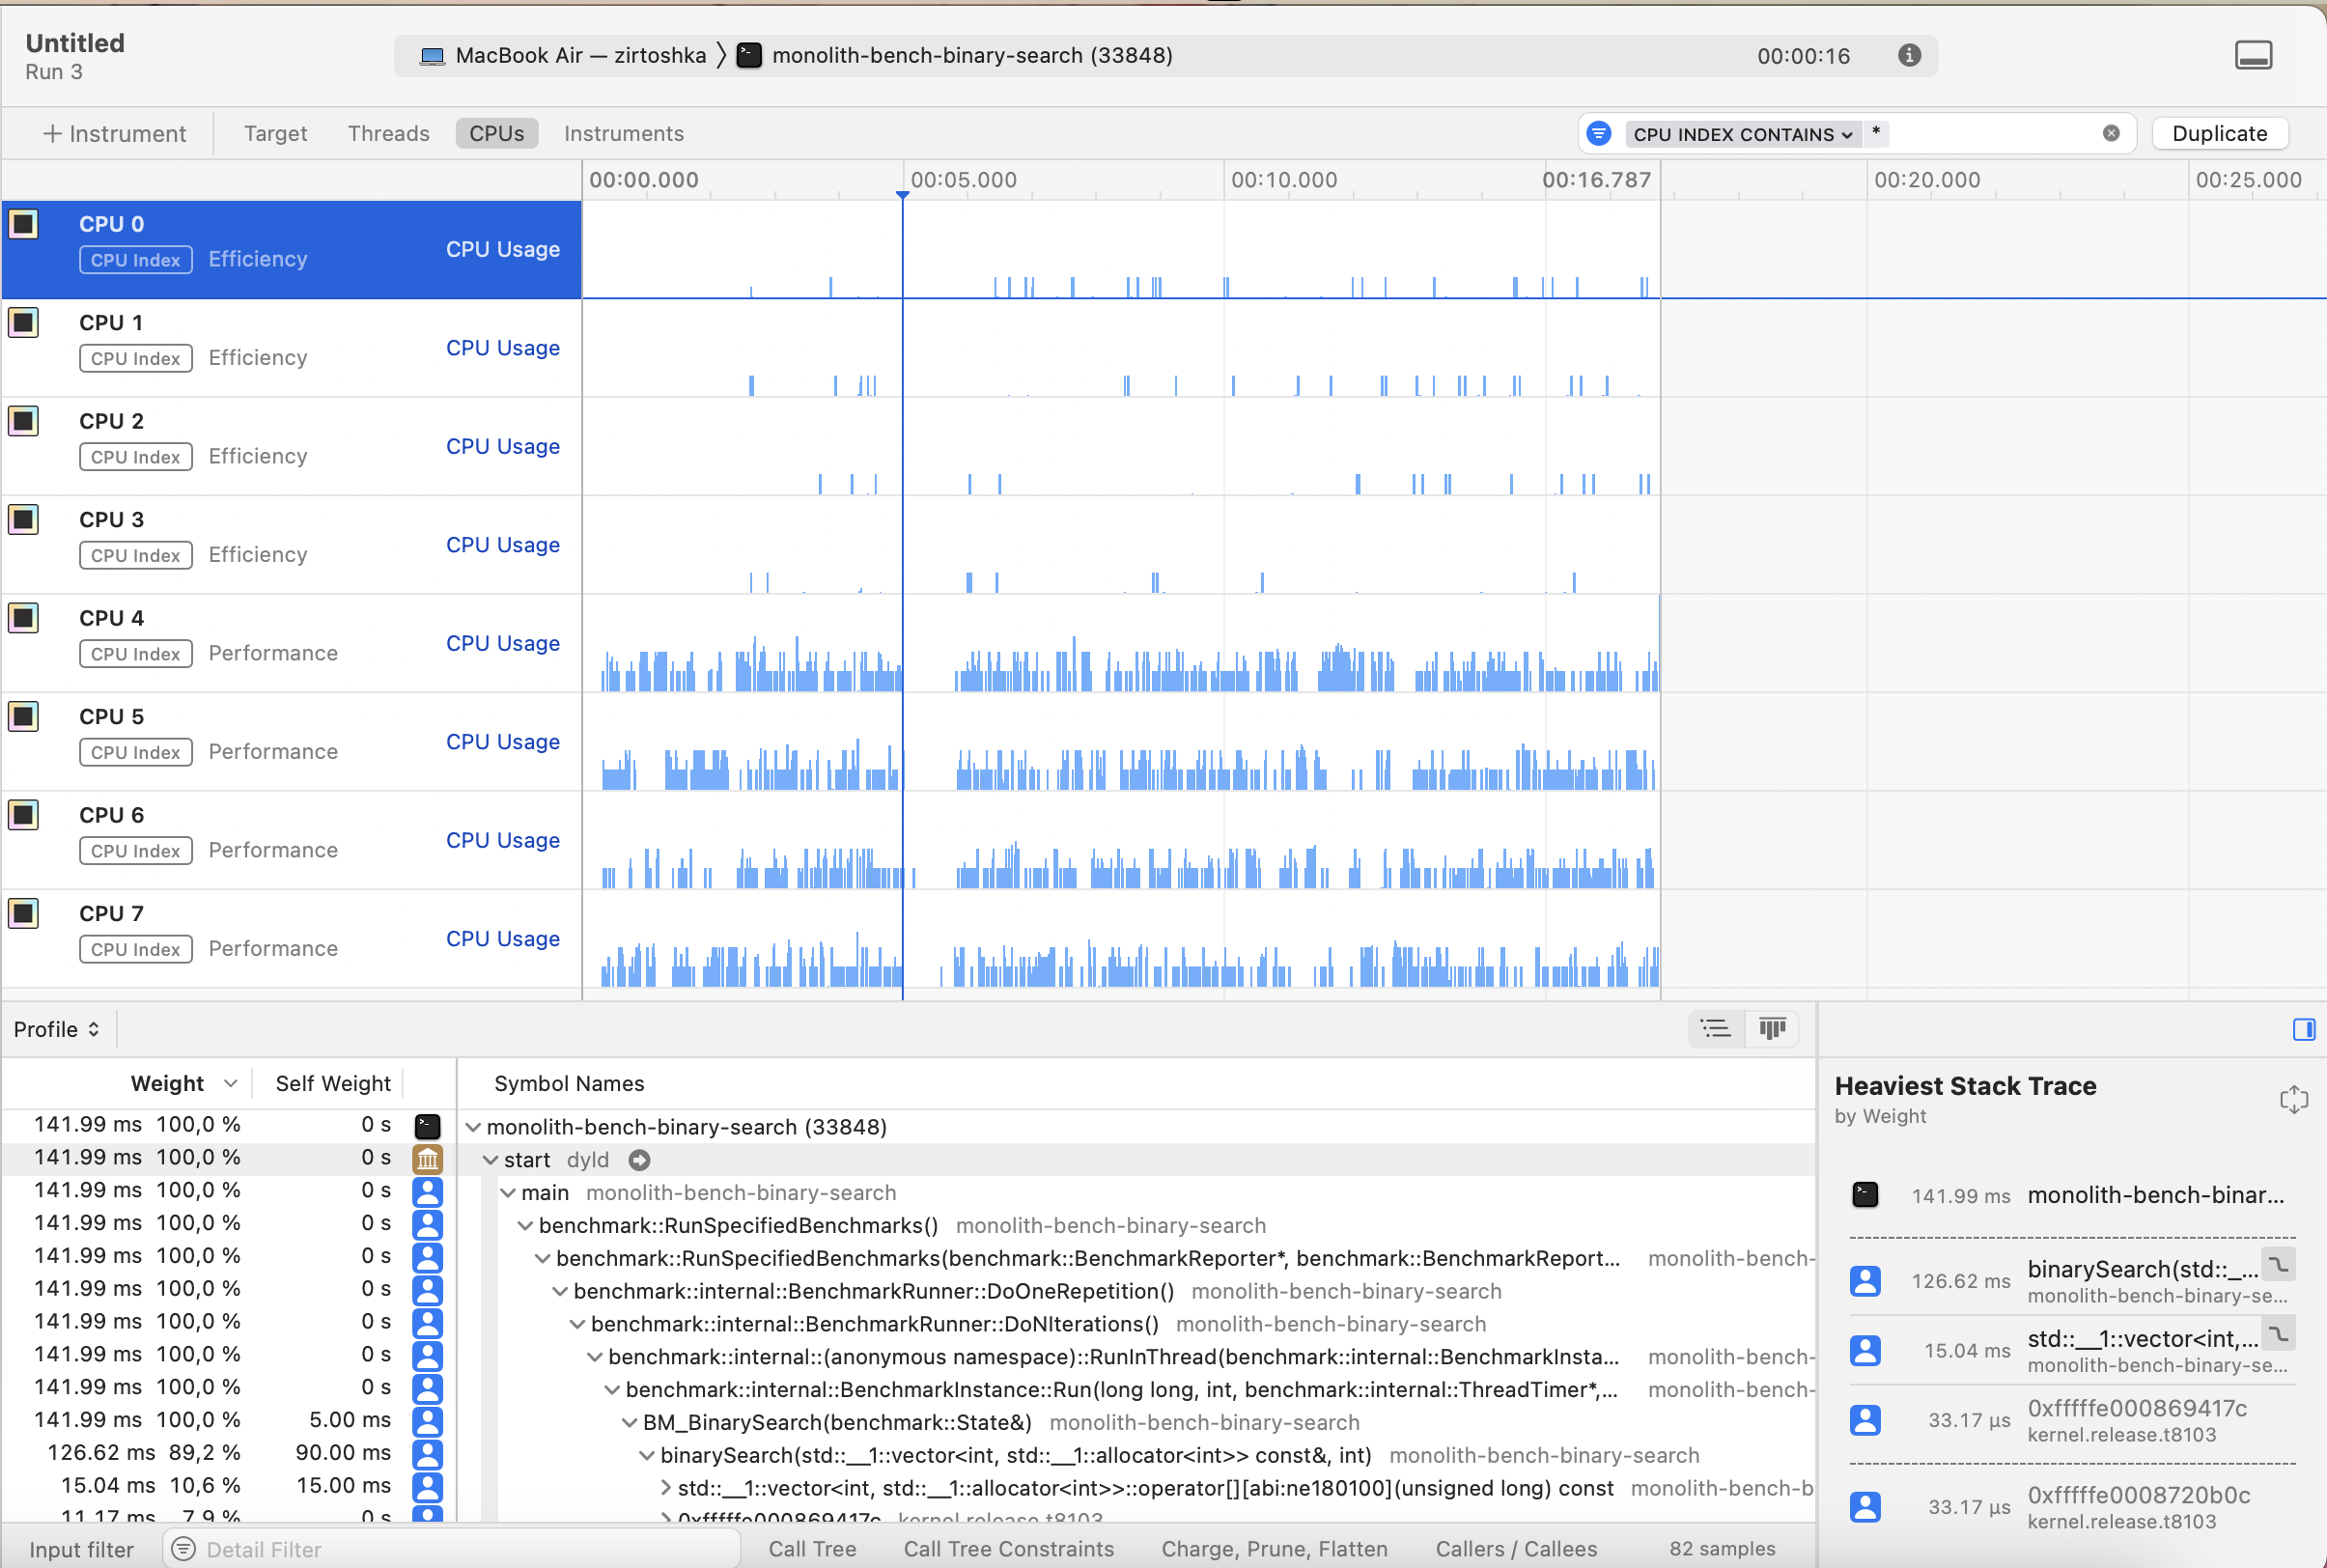 Untitled
Run 3
MacBook Air — zirtoshka 〉 monolith-bench-binary-search (33848)
00:00:16
+ Instrument
Target
Threads
CPUs
Instruments
CPU INDEX CONTAINS *
Duplicate
00:00.000
00:05.000
00:10.000
00:16.787
00:20.000
00:25.000
CPU 0
CPU Index Efficiency
CPU Usage
CPU 1
CPU Index Efficiency
CPU Usage
CPU 2
CPU Index Efficiency
CPU Usage
CPU 3
CPU Index Efficiency
CPU Usage
CPU 4
CPU Index Performance
CPU Usage
CPU 5
CPU Index Performance
CPU Usage
CPU 6
CPU Index Performance
CPU Usage
CPU 7
CPU Index Performance
CPU Usage
Profile
Weight Self Weight Symbol Names
141.99 ms 100,0 % 0 s monolith-bench-binary-search (33848)
141.99 ms 100,0 % 0 s start dyld
141.99 ms 100,0 % 0 s main monolith-bench-binary-search
141.99 ms 100,0 % 0 s benchmark::RunSpecifiedBenchmarks() monolith-bench-binary-search
141.99 ms 100,0 % 0 s benchmark::RunSpecifiedBenchmarks(benchmark::BenchmarkReporter*, benchmark::BenchmarkReport... monolith-bench-
141.99 ms 100,0 % 0 s benchmark::internal::BenchmarkRunner::DoOneRepetition() monolith-bench-binary-search
141.99 ms 100,0 % 0 s benchmark::internal::BenchmarkRunner::DoNIterations() monolith-bench-binary-search
141.99 ms 100,0 % 0 s benchmark::internal::(anonymous namespace)::RunInThread(benchmark::internal::BenchmarkInsta... monolith-bench-
141.99 ms 100,0 % 0 s benchmark::internal::BenchmarkInstance::Run(long long, int, benchmark::internal::ThreadTimer*,... monolith-bench-
141.99 ms 100,0 % 5.00 ms BM_BinarySearch(benchmark::State&) monolith-bench-binary-search
126.62 ms 89,2 % 90.00 ms binarySearch(std::__1::vector<int, std::__1::allocator<int>> const&, int) monolith-bench-binary-search
15.04 ms 10,6 % 15.00 ms std::__1::vector<int, std::__1::allocator<int>>::operator[][abi:ne180100](unsigned long) const monolith-bench-b
11.17 ms 7,9 % 0 s 0xfffffe000869417c kernel.release.t8103
Heaviest Stack Trace
by Weight
141.99 ms monolith-bench-binar...
126.62 ms binarySearch(std::_...
monolith-bench-binary-se...
15.04 ms std::__1::vector<int,...
monolith-bench-binary-se...
33.17 µs 0xfffffe000869417c
kernel.release.t8103
33.17 µs 0xfffffe0008720b0c
kernel.release.t8103
Input filter
Detail Filter
Call Tree
Call Tree Constraints
Charge, Prune, Flatten
Callers / Callees
82 samples